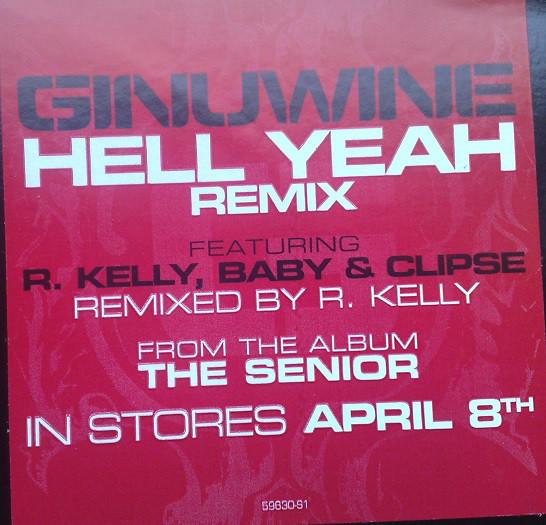 GINUWINE
HELL YEAH
REMIX
FEATURING
R. KELLY, BABY & CLIPSE
REMIXED BY R. KELLY
FROM THE ALBUM
THE SENIOR
IN STORES APRIL 8TH
59630-S1